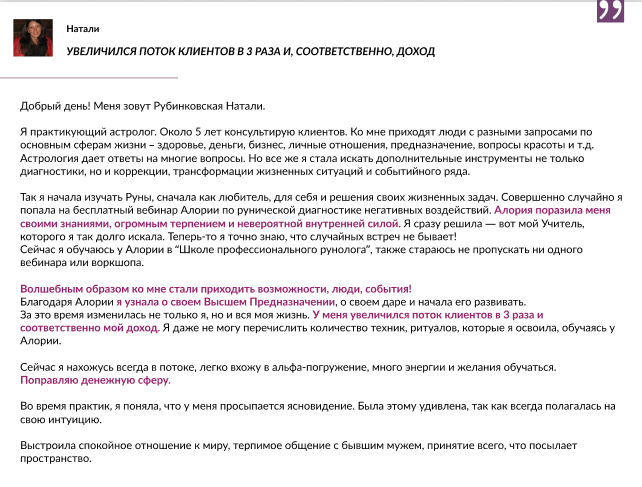 Натали
УВЕЛИЧИЛСЯ ПОТОК КЛИЕНТОВ В 3 РАЗА И, СООТВЕТСТВЕННО, ДОХОД
Добрый день! Меня зовут Рубинковская Натали.
Я практикующий астролог. Около 5 лет консультирую клиентов. Ко мне приходят люди с разными запросами по
основным сферам жизни – здоровье, деньги, бизнес, личные отношения, предназначение, вопросы красоты и т.д.
Астрология дает ответы на многие вопросы. Но все же я стала искать дополнительные инструменты не только
диагностики, но и коррекции, трансформации жизненных ситуаций и событийного ряда.
Так я начала изучать Руны, сначала как любитель, для себя и решения своих жизненных задач. Совершенно случайно я
попала на бесплатный вебинар Алории по рунической диагностике негативных воздействий. Алория поразила меня
своими знаниями, огромным терпением и невероятной внутренней силой. Я сразу решила — вот мой Учитель,
которого я так долго искала. Теперь-то я точно знаю, что случайных встреч не бывает!
Сейчас я обучаюсь у Алории в “Школе профессионального рунолога”, также стараюсь не пропускать ни одного
вебинара или воркшопа.
Волшебным образом ко мне стали приходить возможности, люди, события!
Благодаря Алории я узнала о своем Высшем Предназначении, о своем даре и начала его развивать.
За это время изменилась не только я, но и вся моя жизнь. У меня увеличился поток клиентов в 3 раза и
соответственно мой доход. Я даже не могу перечислить количество техник, ритуалов, которые я освоила, обучаясь у
Алории.
Сейчас я нахожусь всегда в потоке, легко вхожу в альфа-погружение, много энергии и желания обучаться.
Поправляю денежную сферу.
Во время практик, я поняла, что у меня просыпается ясновидение. Была этому удивлена, так как всегда полагалась на
свою интуицию.
Выстроила спокойное отношение к миру, терпимое общение с бывшим мужем, принятие всего, что посылает
пространство.